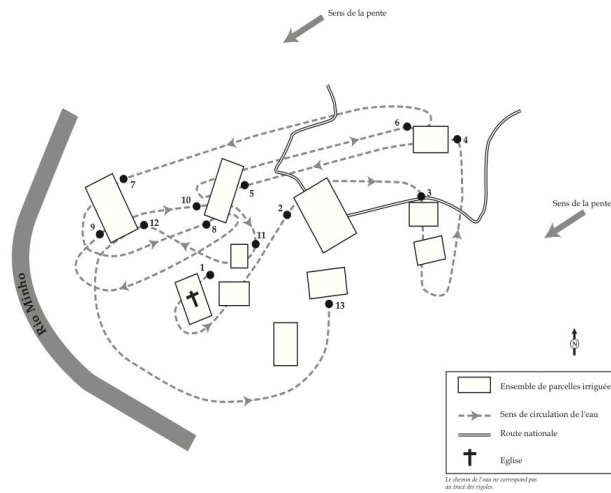 Sens de la pente
6
4
7
5
3
10
2
9
12
8
11
Sens de la pente
1
13
Rio Minho
N
Ensemble de parcelles irriguée
Sens de circulation de l'eau
Route nationale
Eglise
Le chemin de l'eau ne correspond pas
au tracé des rigoles.